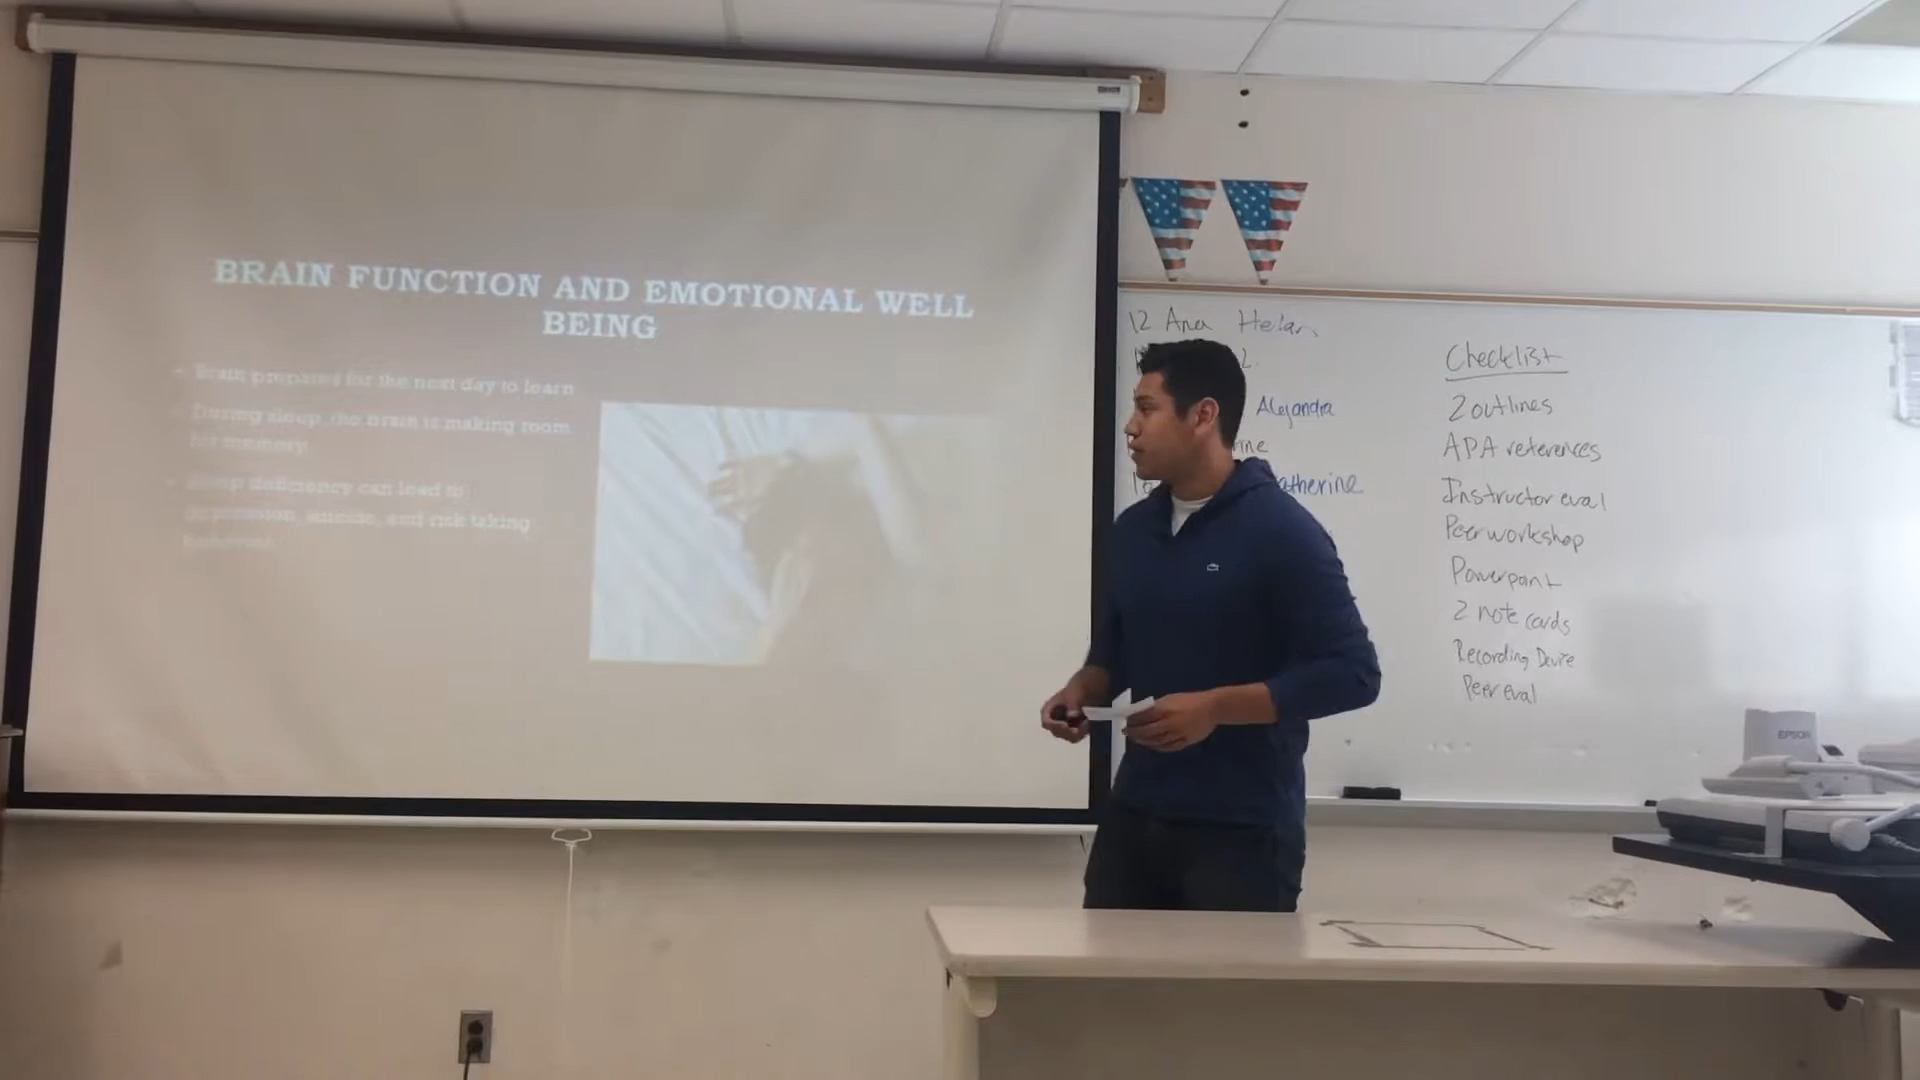 BRAIN FUNCTION AND EMOTIONAL WELL
BEING
Brain prepares for the next day to learn
During sleep, the brain is making room
for memory
Sleep deficiency can lead to
depression, suicide, and risk taking
12 Ana
Alejandra
Checklist
2 outlines
APA references
Instructor eval
Peer workshop
Powerpoint
2 note cards
Recording Device
Peer eval
EPSON